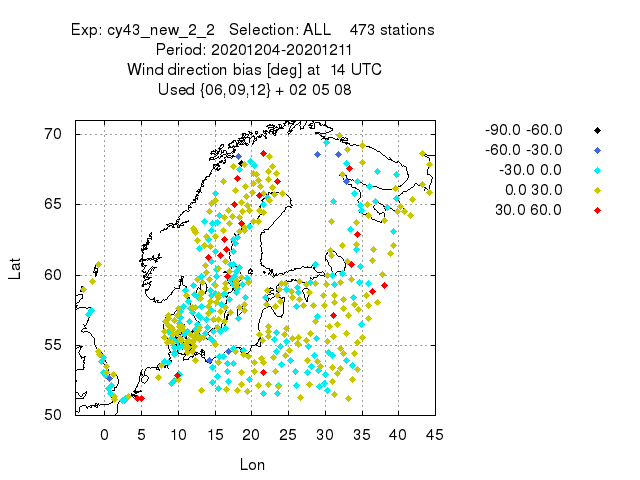 Exp: cy43_new_2_2 Selection: ALL 473 stations
Period: 20201204-20201211
Wind direction bias [deg] at 14 UTC
Used {06,09,12} + 02 05 08
-90.0 -60.0
-60.0 -30.0
-30.0 0.0
0.0 30.0
30.0 60.0
70
65
60
55
50
Lat
0 5 10 15 20 25 30 35 40 45
Lon